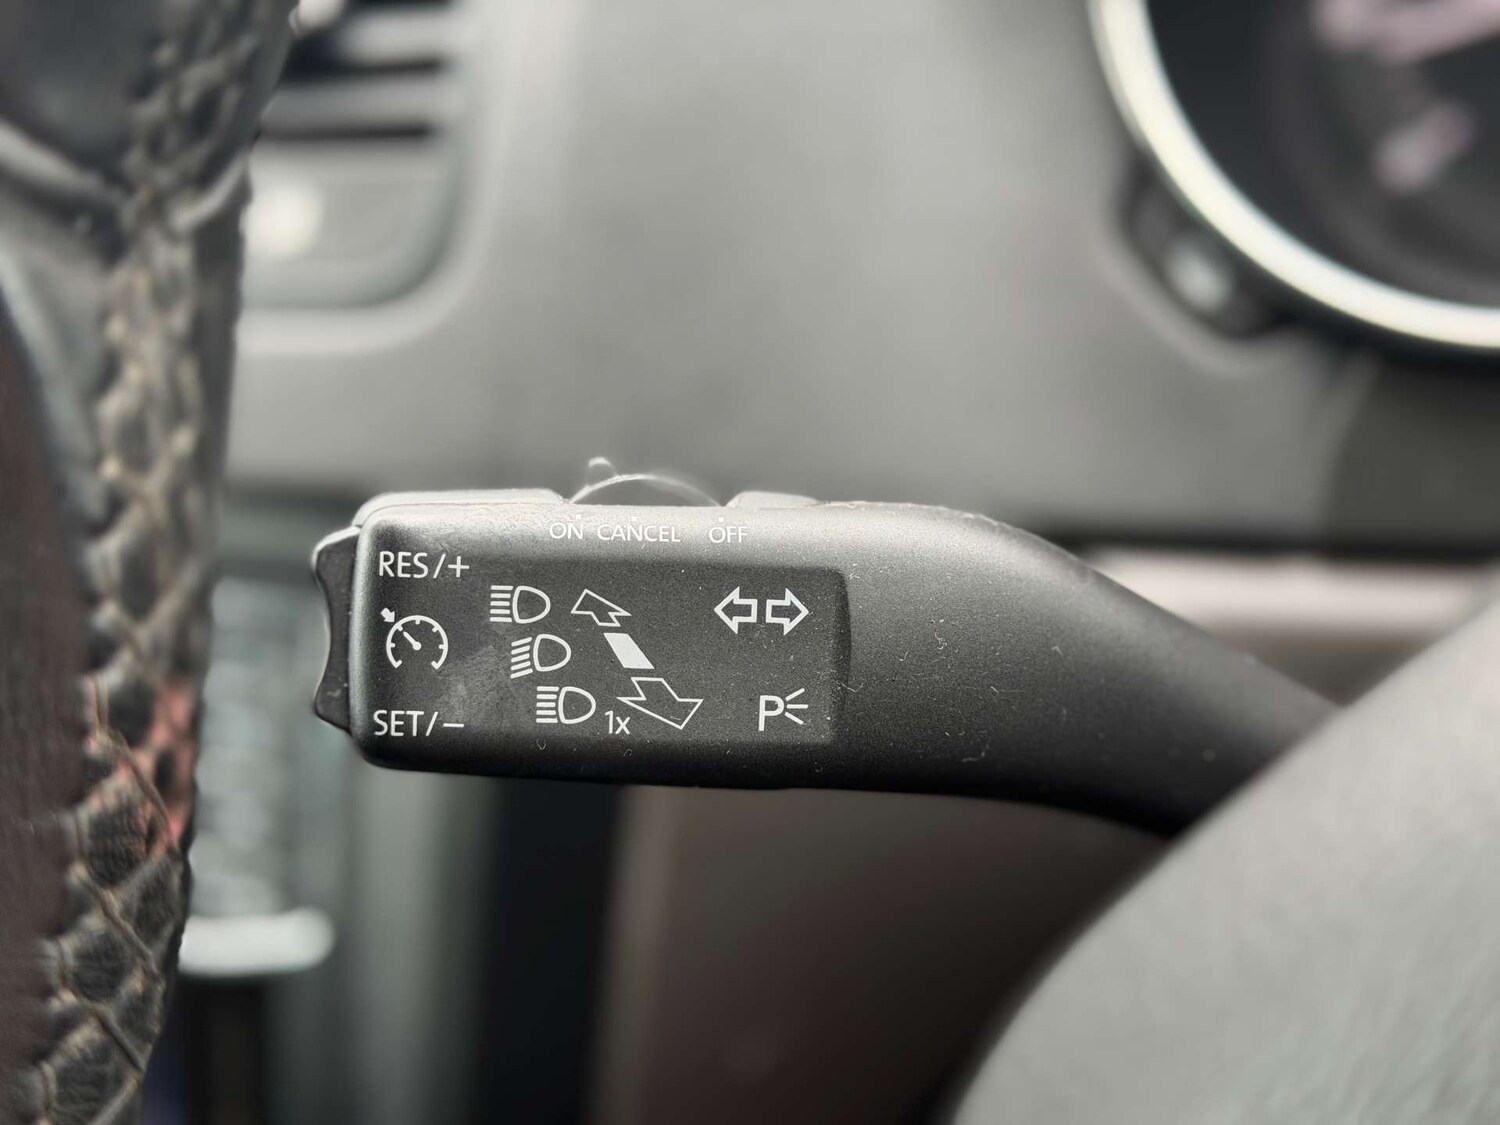 ON CANCEL OFF
RES/+
SET/−
1x
P